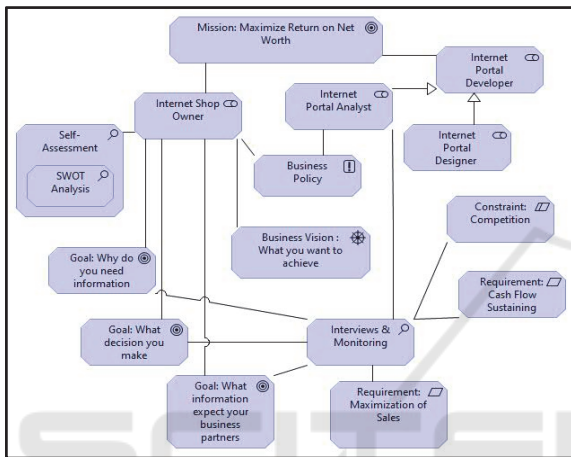 Mission: Maximize Return on Net
Worth
Internet
Portal
Developer
Internet Shop
Owner
Internet
Portal Analyst
Self-
Assessment
SWOT
Analysis
Internet
Portal
Designer
Business
Policy
Constraint:
Competition
Business Vision :
What you want to
achieve
Goal: Why do
you need
information
Requirement:
Cash Flow
Sustaining
Goal: What
decision you
make
Interviews &
Monitoring
Goal: What
information
expect your
business
partners
Requirement:
Maximization of
Sales